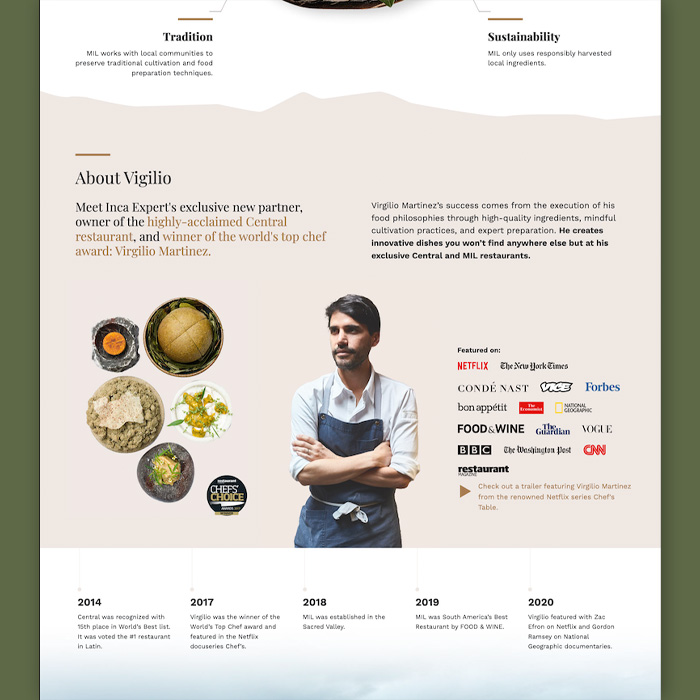 Tradition
MIL works with local communities to
preserve traditional cultivation and food
preparation techniques.
Sustainability
MIL only uses responsibly harvested
local ingredients.
About Vigilio
Meet Inca Expert's exclusive new partner,
owner of the highly-acclaimed Central
restaurant, and winner of the world's top chef
award: Virgilio Martinez.
Virgilio Martinez's success comes from the execution of his
food philosophies through high-quality ingredients, mindful
cultivation practices, and expert preparation. He creates
innovative dishes you won't find anywhere else but at his
exclusive Central and MIL restaurants.
restaurant
CHEFS'
CHOICE
Featured on:
NETFLIX The New York Times
CONDÉ NAST VICE Forbes
bon appétit The Economist NATIONAL GEOGRAPHIC
FOOD&WINE The Guardian VOGUE
BBC The Washington Post CNN
restaurant
MAGAZINE
Check out a trailer featuring Virgilio Martinez
from the renowned Netflix series Chef's
Table.
2014
Central was recognized with
15th place in World's Best list.
It was voted the #1 restaurant
in Latin.
2017
Virgilio was the winner of the
World's Top Chef award and
featured in the Netflix
docuseries Chef's.
2018
MIL was established in the
Sacred Valley.
2019
MIL was South America's Best
Restaurant by FOOD & WINE.
2020
Virgilio featured with Zac
Efron on Netflix and Gordon
Ramsey on National
Geographic documentaries.